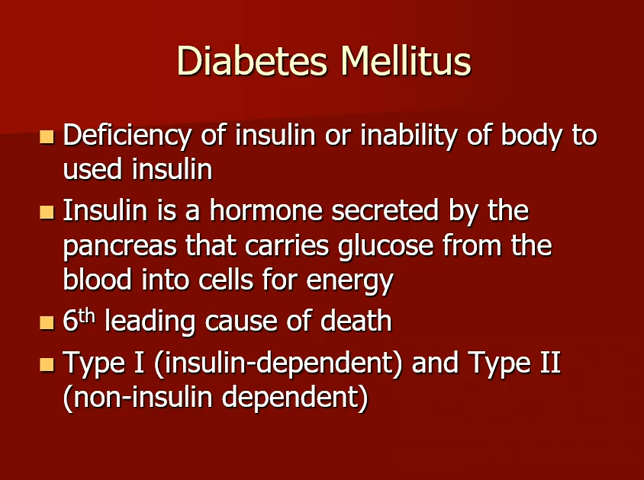 Diabetes Mellitus
■ Deficiency of insulin or inability of body to
used insulin
■ Insulin is a hormone secreted by the
pancreas that carries glucose from the
blood into cells for energy
■ 6th leading cause of death
■ Type I (insulin-dependent) and Type II
(non-insulin dependent)